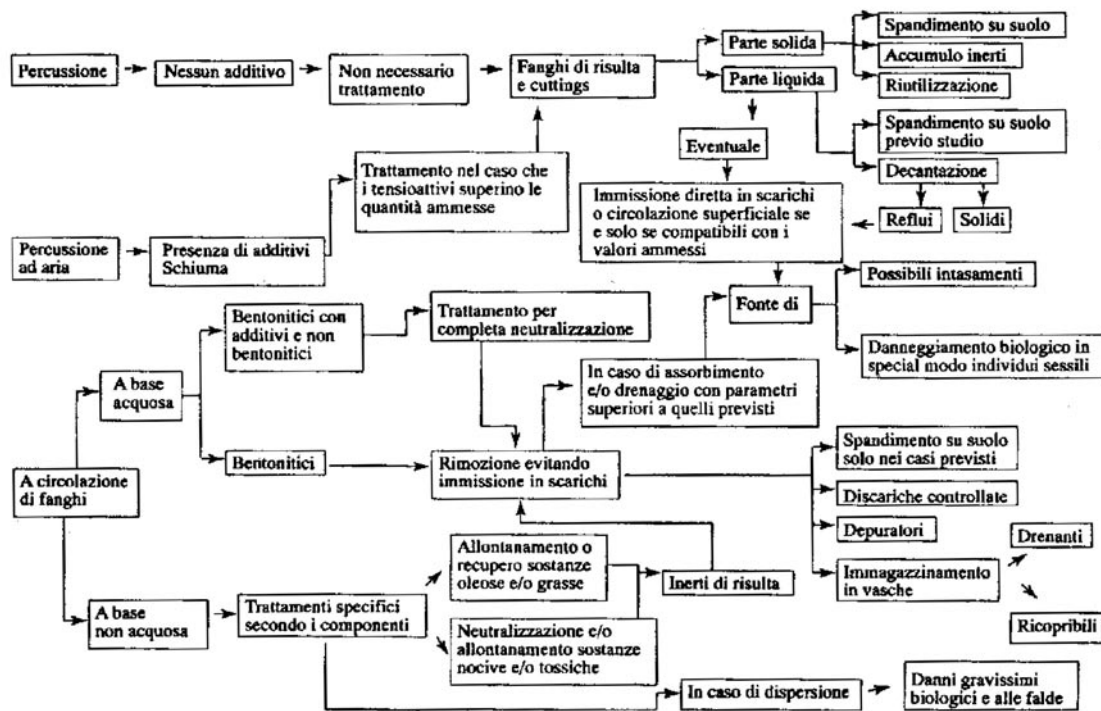 Spandimento su suolo
Parte solida
Percussione
Nessun additivo
Non necessario
trattamento
Fanghi di risulta
e cuttings
Accumulo inerti
Parte liquida
Riutilizzazione
Eventuale
Spandimento su suolo
previo studio
Trattamento nel caso che
i tensioattivi superino le
quantità ammesse
Decantazione
Immissione diretta in scarichi
o circolazione superficiale se
e solo se compatibili con i
valori ammessi
Reflui
Solidi
Percussione
ad aria
Presenza di additivi
Schiuma
Possibili intasamenti
Bentonitici con
additivi e non
bentonitici
Trattamento per
completa neutralizzazione
Fonte di
Danneggiamento biologico in
special modo individui sessili
A base
acquosa
In caso di assorbimento
e/o drenaggio con parametri
superiori a quelli previsti
Bentonitici
Rimozione evitando
immissione in scarichi
Spandimento su suolo
solo nei casi previsti
A circolazione
di fanghi
Discariche controllate
Depuratori
Drenanti
Allontanamento o
recupero sostanze
oleose e/o grasse
Inerti di risulta
Immagazzinamento
in vasche
A base
non acquosa
Trattamenti specifici
secondo i componenti
Neutralizzazione e/o
allontanamento sostanze
nocive e/o tossiche
Ricopribili
In caso di dispersione
Danni gravissimi
biologici e alle falde